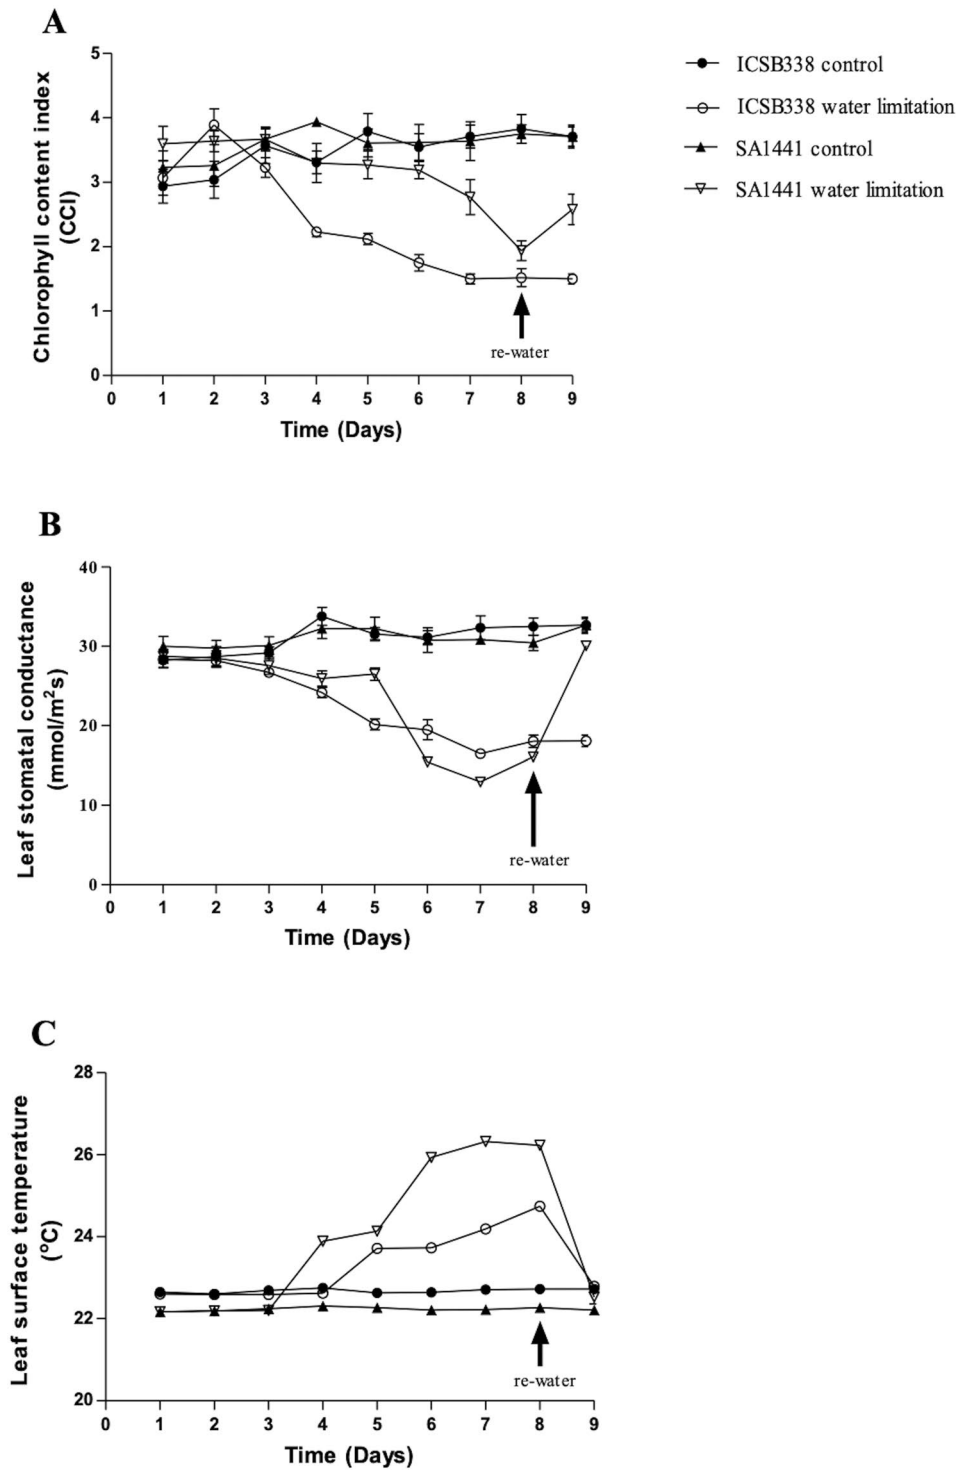 A
5
4
3
2
1
0
Chlorophyll content index
(CCI)
re-water
0 1 2 3 4 5 6 7 8 9
Time (Days)
ICSB338 control
ICSB338 water limitation
SA1441 control
SA1441 water limitation
B
40
30
20
10
0
Leaf stomatal conductance
(mmol/m²s)
re-water
0 1 2 3 4 5 6 7 8 9
Time (Days)
C
28
26
24
22
20
Leaf surface temperature
(°C)
re-water
0 1 2 3 4 5 6 7 8 9
Time (Days)